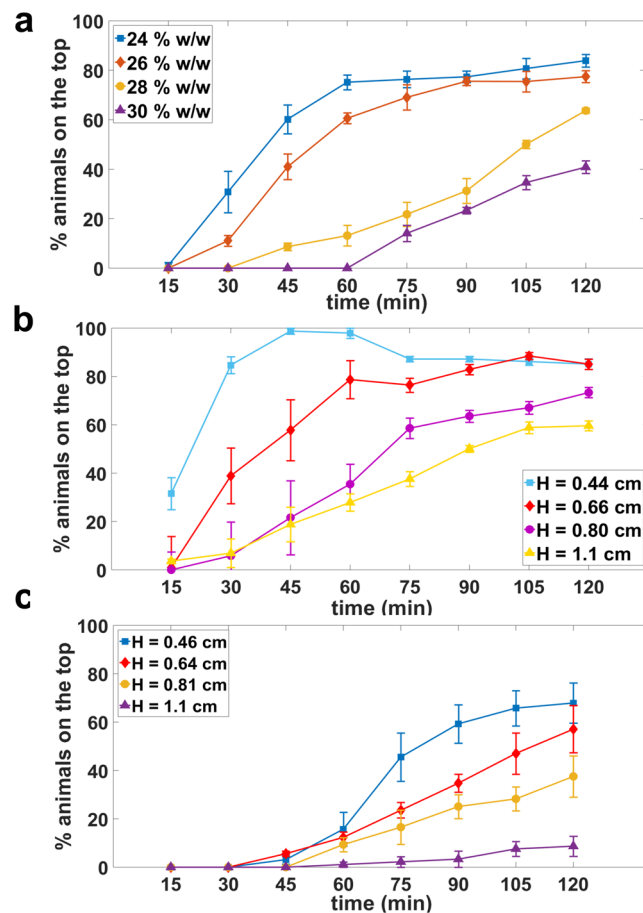 a
% animals on the top
100
80
60
40
20
0
24 % w/w
26 % w/w
28 % w/w
30 % w/w
15 30 45 60 75 90 105 120
time (min)
b
% animals on the top
100
80
60
40
20
0
H = 0.44 cm
H = 0.66 cm
H = 0.80 cm
H = 1.1 cm
15 30 45 60 75 90 105 120
time (min)
c
% animals on the top
100
80
60
40
20
0
H = 0.46 cm
H = 0.64 cm
H = 0.81 cm
H = 1.1 cm
15 30 45 60 75 90 105 120
time (min)